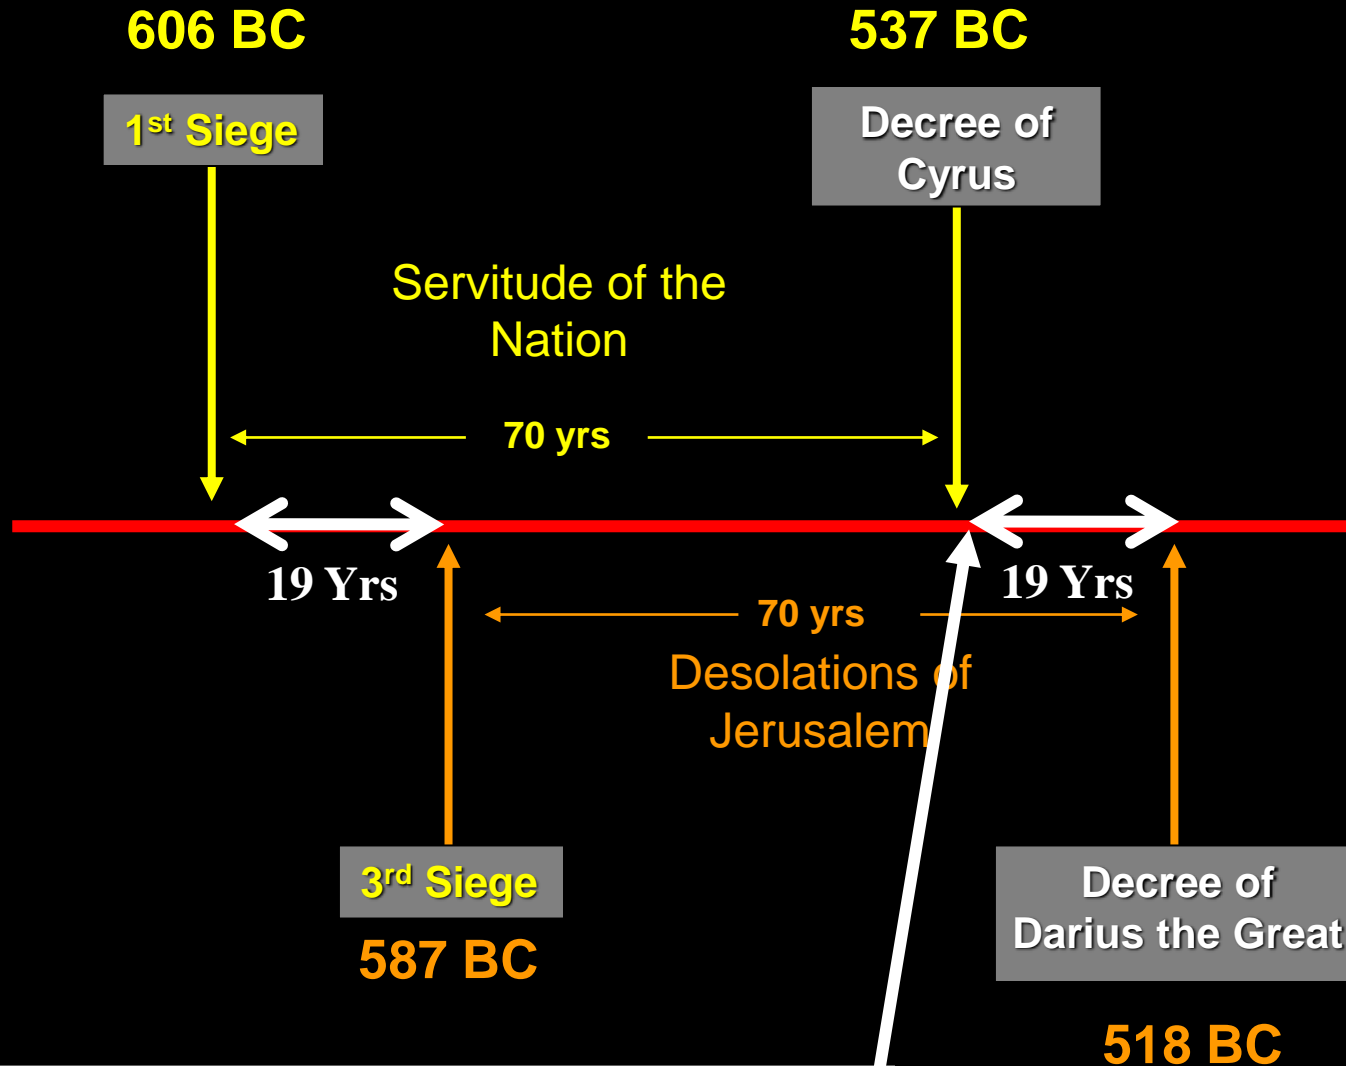 606 BC
537 BC
1st Siege
Decree of
Cyrus
Servitude of the
Nation
70 yrs
19 Yrs
19 Yrs
70 yrs
Desolations of
Jerusalem
3rd Siege
587 BC
Decree of
Darius the Great
518 BC